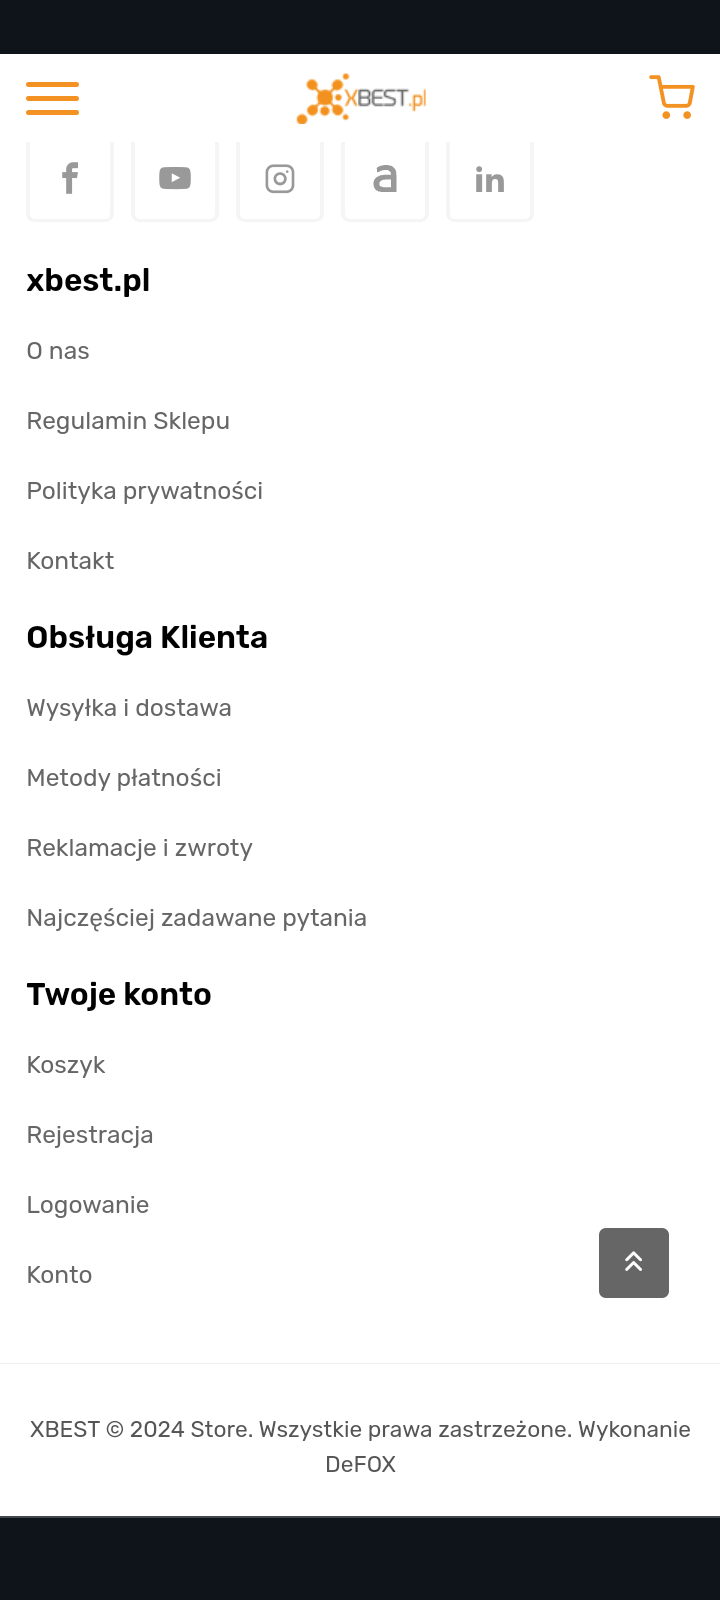 XBEST.pl
xbest.pl
O nas
Regulamin Sklepu
Polityka prywatności
Kontakt
Obsługa Klienta
Wysyłka i dostawa
Metody płatności
Reklamacje i zwroty
Najczęściej zadawane pytania
Twoje konto
Koszyk
Rejestracja
Logowanie
Konto
XBEST © 2024 Store. Wszystkie prawa zastrzeżone. Wykonanie
DeFOX